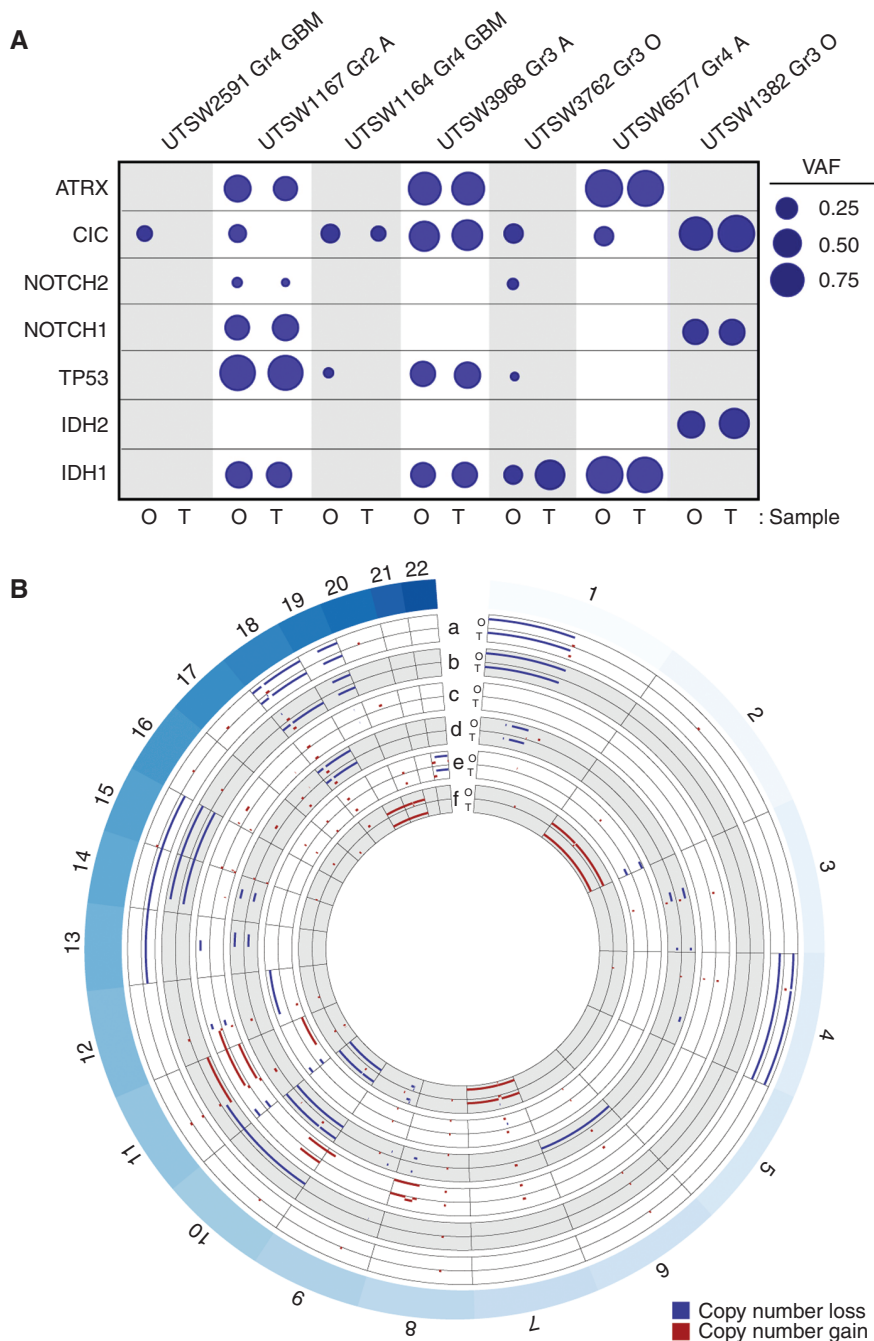 A
UTSW2591 Gr4 GBM
UTSW1167 Gr2 A
UTSW1164 Gr4 GBM
UTSW3968 Gr3 A
UTSW3762 Gr3 O
UTSW6577 Gr4 A
UTSW1382 Gr3 O
VAF
0.25
0.50
0.75
ATRX
CIC
NOTCH2
NOTCH1
TP53
IDH2
IDH1
O T O T O T O T O T O T O T : Sample
B
1
2
3
4
5
6
7
8
9
10
11
12
13
14
15
16
17
18
19
20
21
22
a O T
b O T
c O T
d O T
e O T
f O T
Copy number loss
Copy number gain